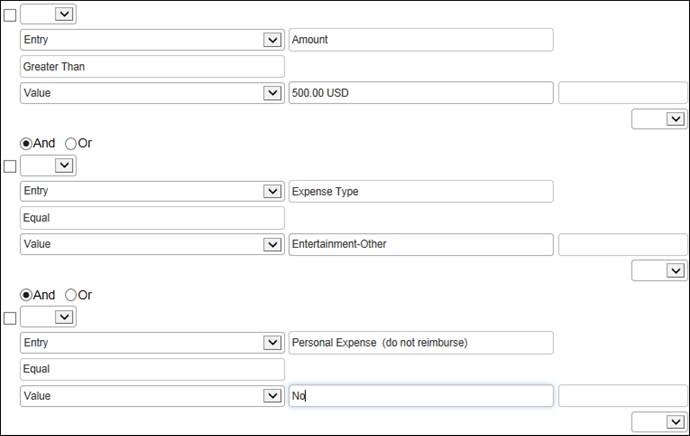 Entry Amount
Greater Than
Value 500.00 USD
And Or
Entry Expense Type
Equal
Value Entertainment-Other
And Or
Entry Personal Expense (do not reimburse)
Equal
Value No